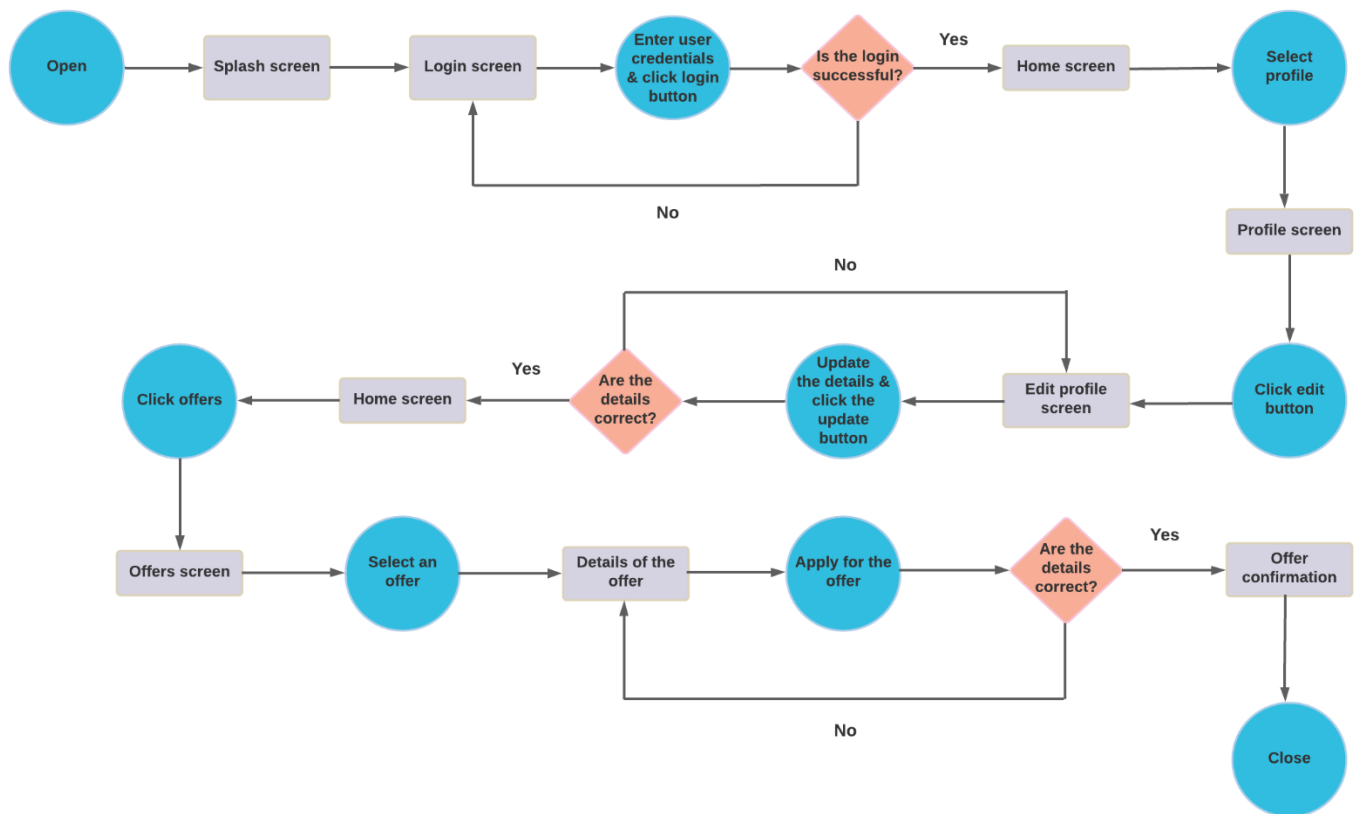 Open
Splash screen
Login screen
Enter user
credentials
& click login
button
Is the login
successful?
Yes
Home screen
Select
profile
No
Profile screen
No
Click offers
Home screen
Yes
Are the
details
correct?
Update
the details &
click the
update
button
Edit profile
screen
Click edit
button
Offers screen
Select an
offer
Details of the
offer
Apply for the
offer
Are the
details
correct?
Yes
Offer
confirmation
No
Close